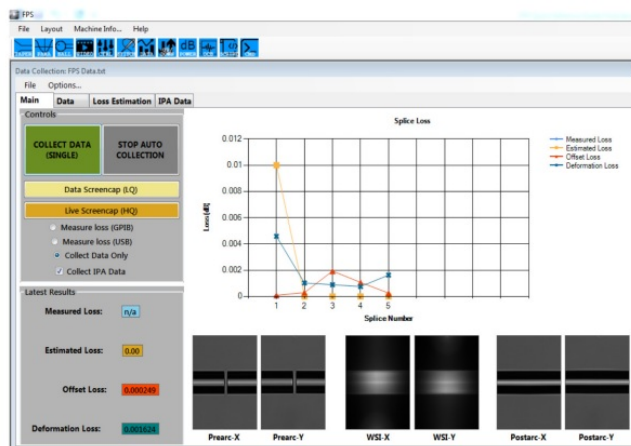 FPS
File Layout Machine Info... Help
dB
Data Collection: FPS Data.txt
File Options...
Main Data Loss Estimation IPA Data
Controls
COLLECT DATA (SINGLE)
STOP AUTO COLLECTION
Data Screencap (LQ)
Live Screencap (HQ)
Measure loss (GPIB)
Measure loss (USB)
Collect Data Only
Collect IPA Data
Latest Results
Measured Loss: n/a
Estimated Loss: 0.00
Offset Loss: 0.000249
Deformation Loss: 0.001624
Splice Loss
Measured Loss
Estimated Loss
Offset Loss
Deformation Loss
Loss[dB]
0.012
0.01
0.008
0.006
0.004
0.002
0
1 2 3 4 5
Splice Number
Prearc-X Prearc-Y WSI-X WSI-Y Postarc-X Postarc-Y